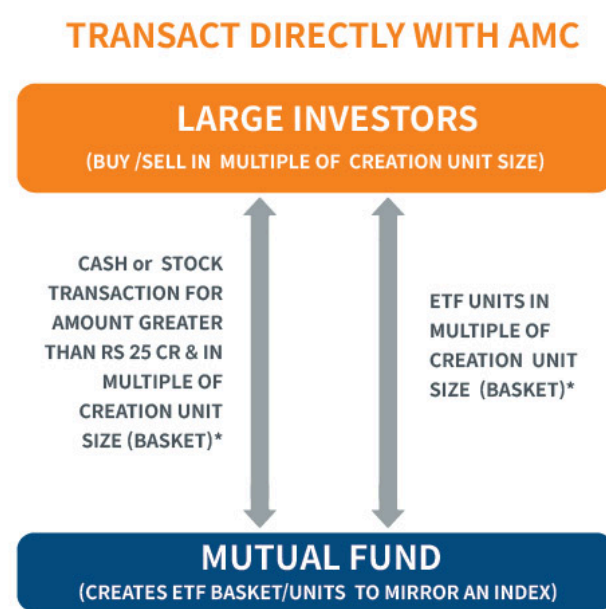 TRANSACT DIRECTLY WITH AMC
LARGE INVESTORS
(BUY /SELL IN MULTIPLE OF CREATION UNIT SIZE)
CASH or STOCK
TRANSACTION FOR
AMOUNT GREATER
THAN RS 25 CR & IN
MULTIPLE OF
CREATION UNIT
SIZE (BASKET)*
ETF UNITS IN
MULTIPLE OF
CREATION UNIT
SIZE (BASKET)*
MUTUAL FUND
(CREATES ETF BASKET/UNITS TO MIRROR AN INDEX)